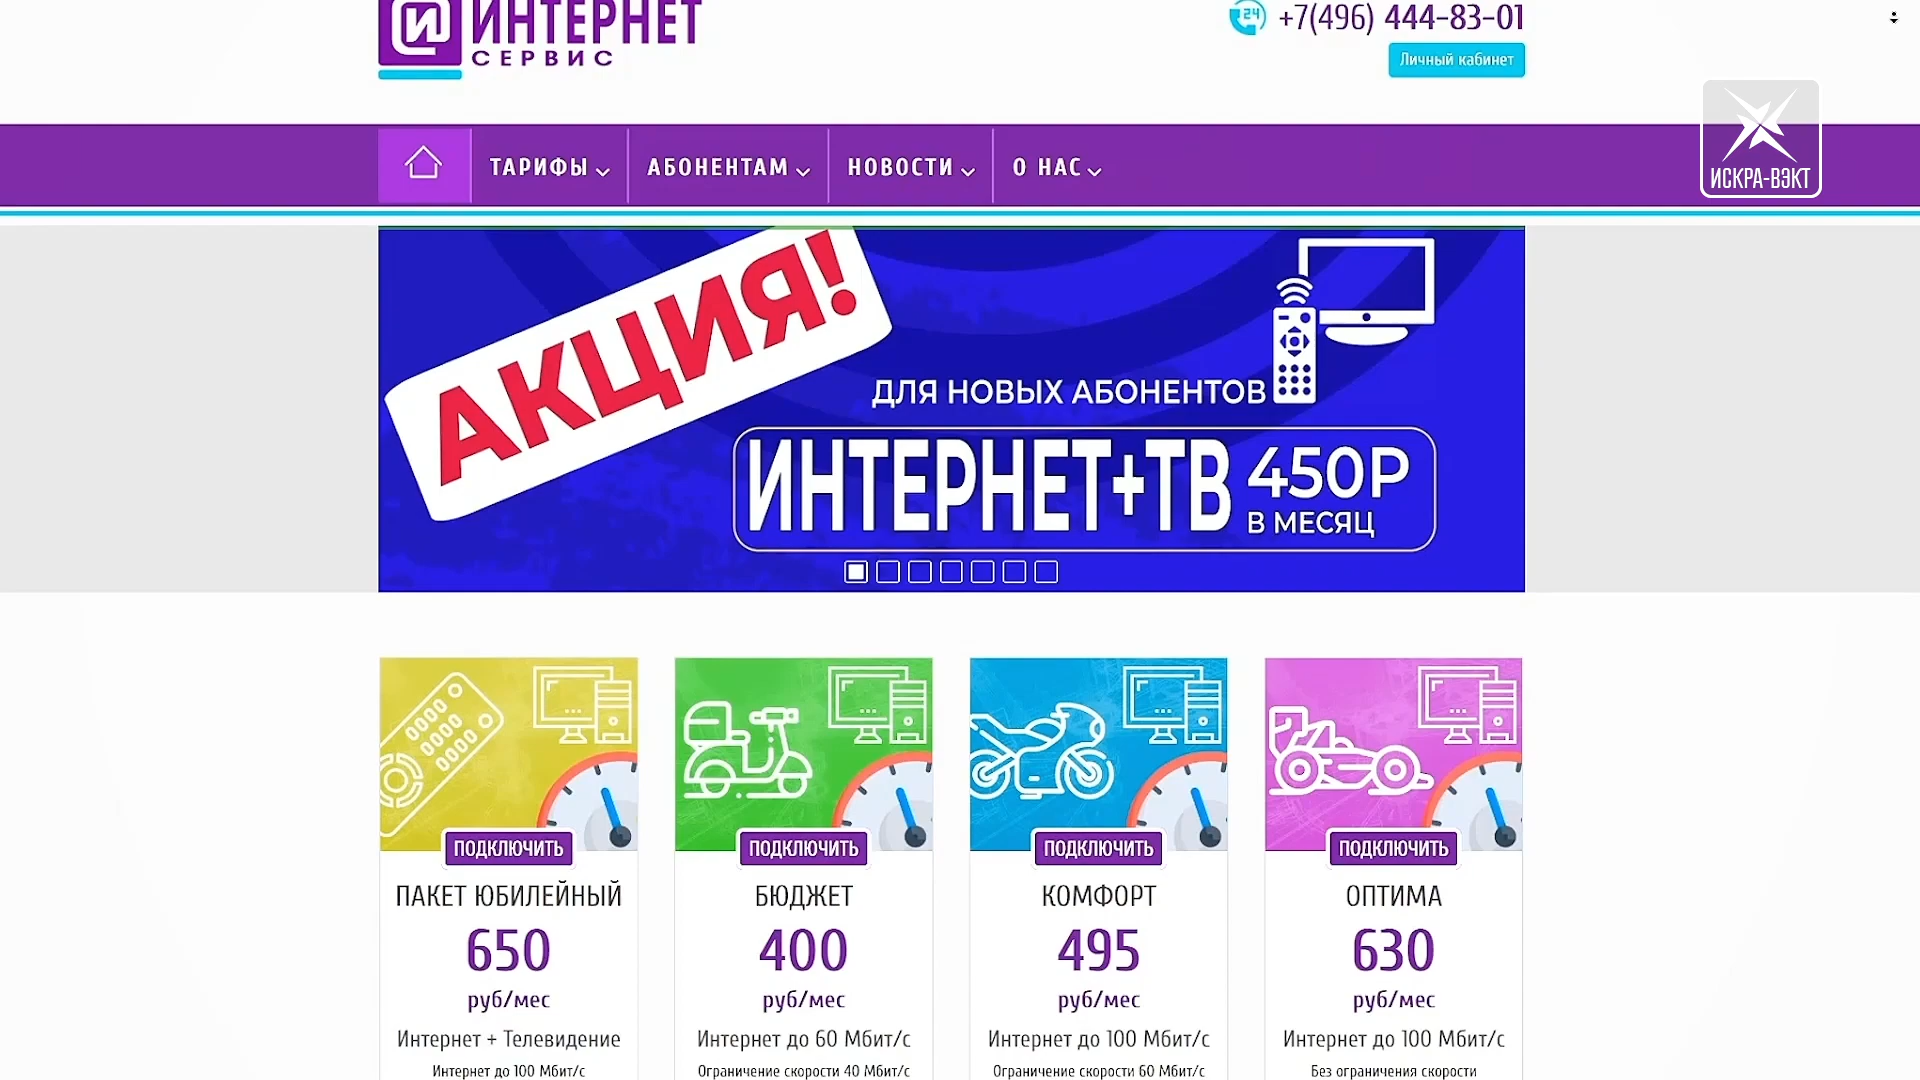 ИНТЕРНЕТ
СЕРВИС
24
+7(496) 444-83-01
Личный кабинет
ИСКРА-ВЭКТ
ТАРИФЫ
АБОНЕНТАМ
НОВОСТИ
О НАС
АКЦИЯ!
ДЛЯ НОВЫХ АБОНЕНТОВ
ИНТЕРНЕТ+ТВ 450Р
В МЕСЯЦ
ПОДКЛЮЧИТЬ
ПАКЕТ ЮБИЛЕЙНЫЙ
650
руб/мес
Интернет + Телевидение
Интернет до 100 Мбит/с
ПОДКЛЮЧИТЬ
БЮДЖЕТ
400
руб/мес
Интернет до 60 Мбит/с
Ограничение скорости 40 Мбит/с
ПОДКЛЮЧИТЬ
КОМФОРТ
495
руб/мес
Интернет до 100 Мбит/с
Ограничение скорости 60 Мбит/с
ПОДКЛЮЧИТЬ
ОПТИМА
630
руб/мес
Интернет до 100 Мбит/с
Без ограничения скорости